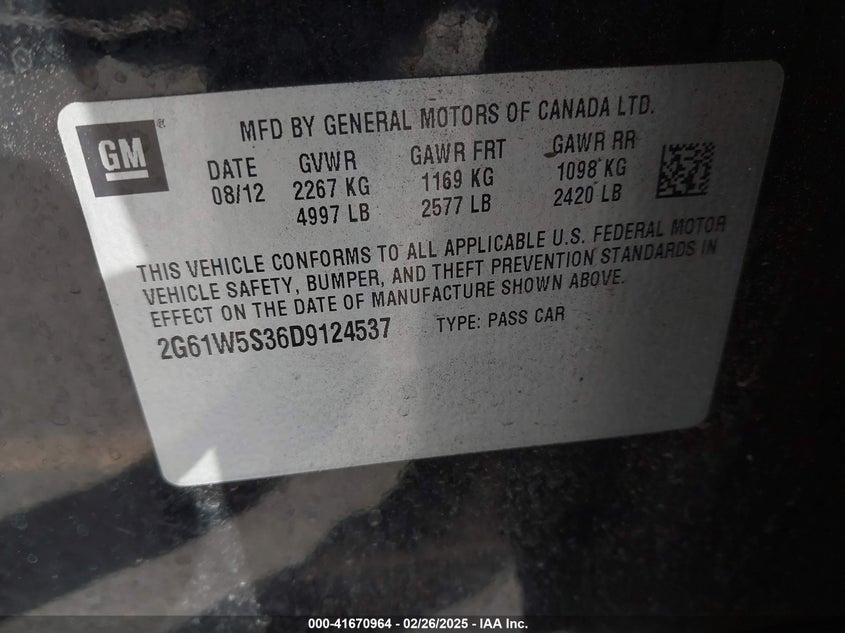 GM ®
MFD BY GENERAL MOTORS OF CANADA LTD.
DATE GVWR GAWR FRT GAWR RR
08/12 2267 KG 1169 KG 1098 KG
4997 LB 2577 LB 2420 LB
THIS VEHICLE CONFORMS TO ALL APPLICABLE U.S. FEDERAL MOTOR
VEHICLE SAFETY, BUMPER, AND THEFT PREVENTION STANDARDS IN
EFFECT ON THE DATE OF MANUFACTURE SHOWN ABOVE.
2G61W5S36D9124537 TYPE: PASS CAR
000-41670964 - 02/26/2025 - IAA Inc.